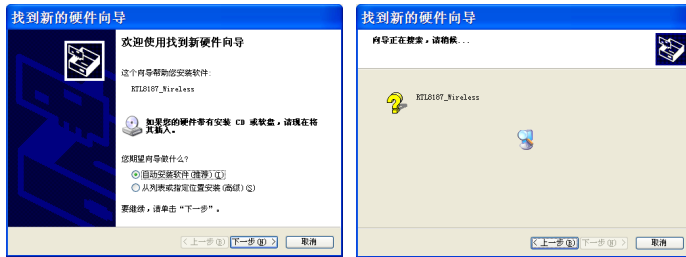 找到新的硬件向导
欢迎使用找到新硬件向导
这个向导帮助您安装软件:
RTL8187_Wireless
如果您的硬件带有安装 CD 或软盘，请现在将
其插入。
您期望向导做什么?
自动安装软件(推荐)(I)
从列表或指定位置安装(高级)(S)
要继续，请单击“下一步”。
<上一步(B) 下一步(N) > 取消
找到新的硬件向导
向导正在搜索，请稍候...
RTL8187_Wireless
<上一步(B) 下一步(N) > 取消